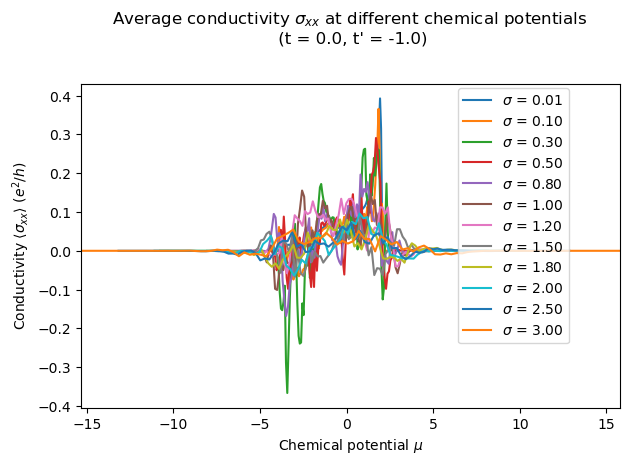 Average conductivity σxx at different chemical potentials
(t = 0.0, t' = -1.0)
Conductivity ⟨σxx⟩ (e²/h)
0.4
0.3
0.2
0.1
0.0
−0.1
−0.2
−0.3
−0.4
σ = 0.01
σ = 0.10
σ = 0.30
σ = 0.50
σ = 0.80
σ = 1.00
σ = 1.20
σ = 1.50
σ = 1.80
σ = 2.00
σ = 2.50
σ = 3.00
−15 −10 −5 0 5 10 15
Chemical potential μ